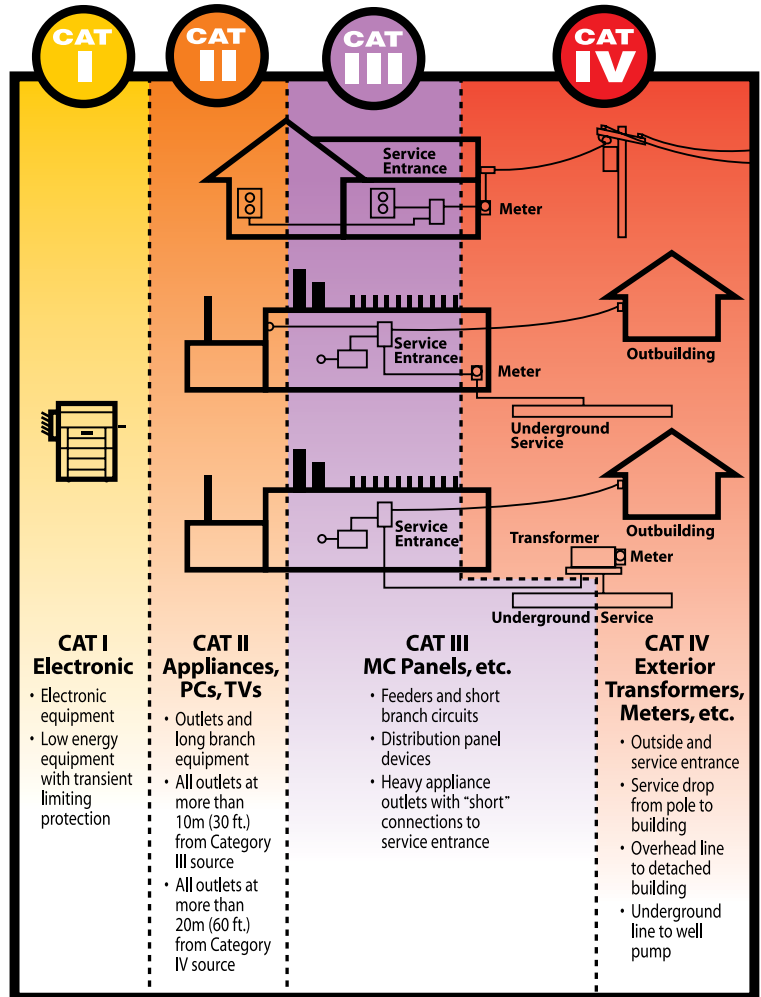 CAT
I
CAT
II
CAT
III
CAT
IV
Service
Entrance
Meter
Service
Entrance
Meter
Outbuilding
Underground
Service
Service
Entrance
Outbuilding
Transformer
Meter
Underground Service
CAT I
Electronic
• Electronic
equipment
• Low energy
equipment
with transient
limiting
protection
CAT II
Appliances,
PCs, TVs
• Outlets and
long branch
equipment
• All outlets at
more than
10m (30 ft.)
from Category
III source
• All outlets at
more than
20m (60 ft.)
from Category
IV source
CAT III
MC Panels, etc.
• Feeders and short
branch circuits
• Distribution panel
devices
• Heavy appliance
outlets with “short”
connections to
service entrance
CAT IV
Exterior
Transformers,
Meters, etc.
• Outside and
service entrance
• Service drop
from pole to
building
• Overhead line
to detached
building
• Underground
line to well
pump